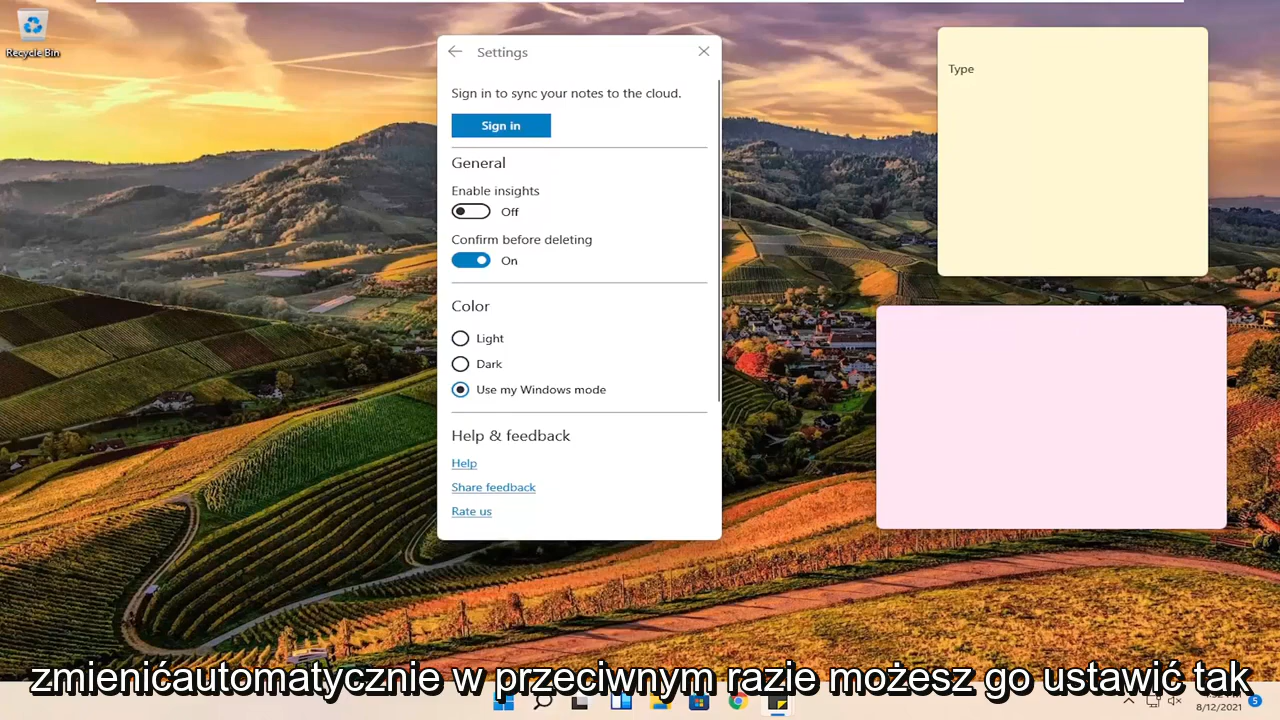 Recycle Bin
Settings
Sign in to sync your notes to the cloud.
Sign in
General
Enable insights
Off
Confirm before deleting
On
Color
Light
Dark
Use my Windows mode
Help & feedback
Help
Share feedback
Rate us
Type
zmienićautomatycznie w przeciwnym razie możesz go ustawić tak
8/12/2021
5